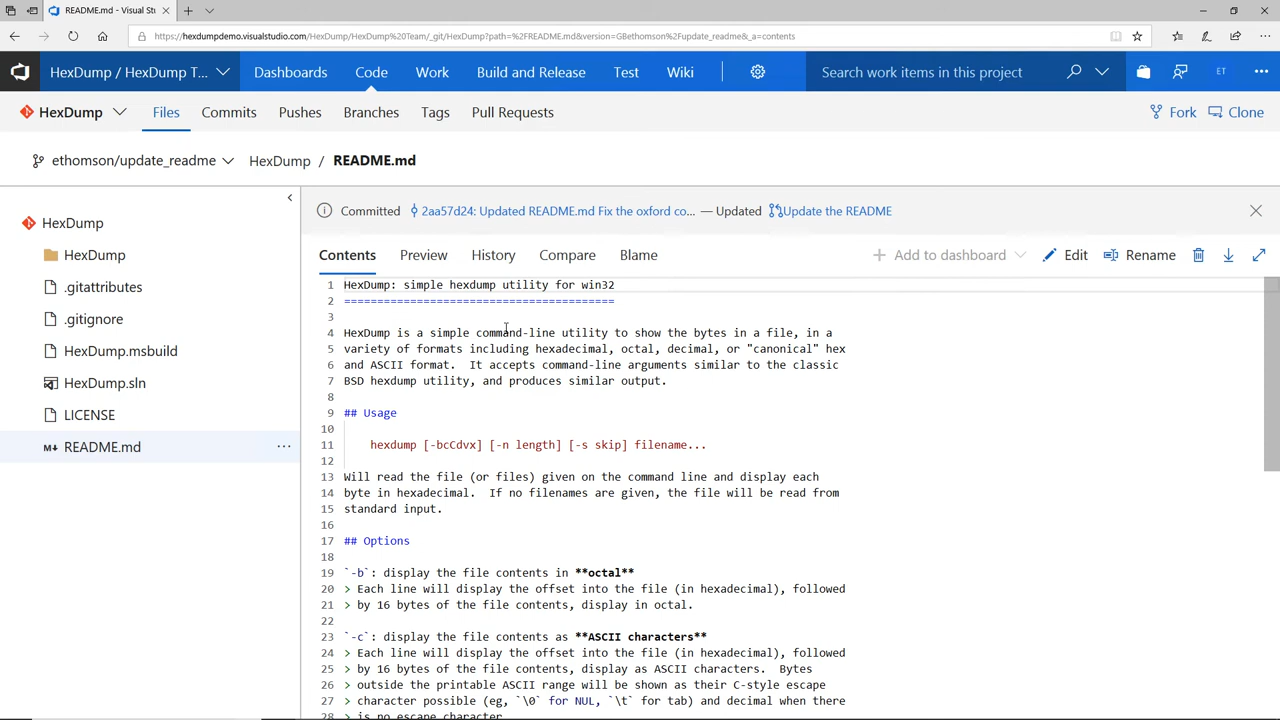 README.md - Visual Stu
https://hexdumpdemo.visualstudio.com/HexDump/HexDump%20Team/_git/HexDump?path=%2FREADME.md&version=GBethomson%2Fupdate_readme&_a=contents
HexDump / HexDump T... Dashboards Code Work Build and Release Test Wiki Search work items in this project ET
HexDump Files Commits Pushes Branches Tags Pull Requests Fork Clone
ethomson/update_readme HexDump / README.md
Committed 2aa57d24: Updated README.md Fix the oxford co... — Updated Update the README
Contents Preview History Compare Blame Add to dashboard Edit Rename
HexDump
HexDump
.gitattributes
.gitignore
HexDump.msbuild
HexDump.sln
LICENSE
M↓ README.md ...
1 HexDump: simple hexdump utility for win32
2 =========================================
3
4 HexDump is a simple command-line utility to show the bytes in a file, in a
5 variety of formats including hexadecimal, octal, decimal, or "canonical" hex
6 and ASCII format.  It accepts command-line arguments similar to the classic
7 BSD hexdump utility, and produces similar output.
8
9 ## Usage
10
11     hexdump [-bcCdvx] [-n length] [-s skip] filename...
12
13 Will read the file (or files) given on the command line and display each
14 byte in hexadecimal.  If no filenames are given, the file will be read from
15 standard input.
16
17 ## Options
18
19 `-b`: display the file contents in **octal**
20 > Each line will display the offset into the file (in hexadecimal), followed
21 > by 16 bytes of the file contents, display in octal.
22
23 `-c`: display the file contents as **ASCII characters**
24 > Each line will display the offset into the file (in hexadecimal), followed
25 > by 16 bytes of the file contents, display as ASCII characters.  Bytes
26 > outside the printable ASCII range will be shown as their C-style escape
27 > character possible (eg, `\0` for NUL, `\t` for tab) and decimal when there
28 > is no escape character